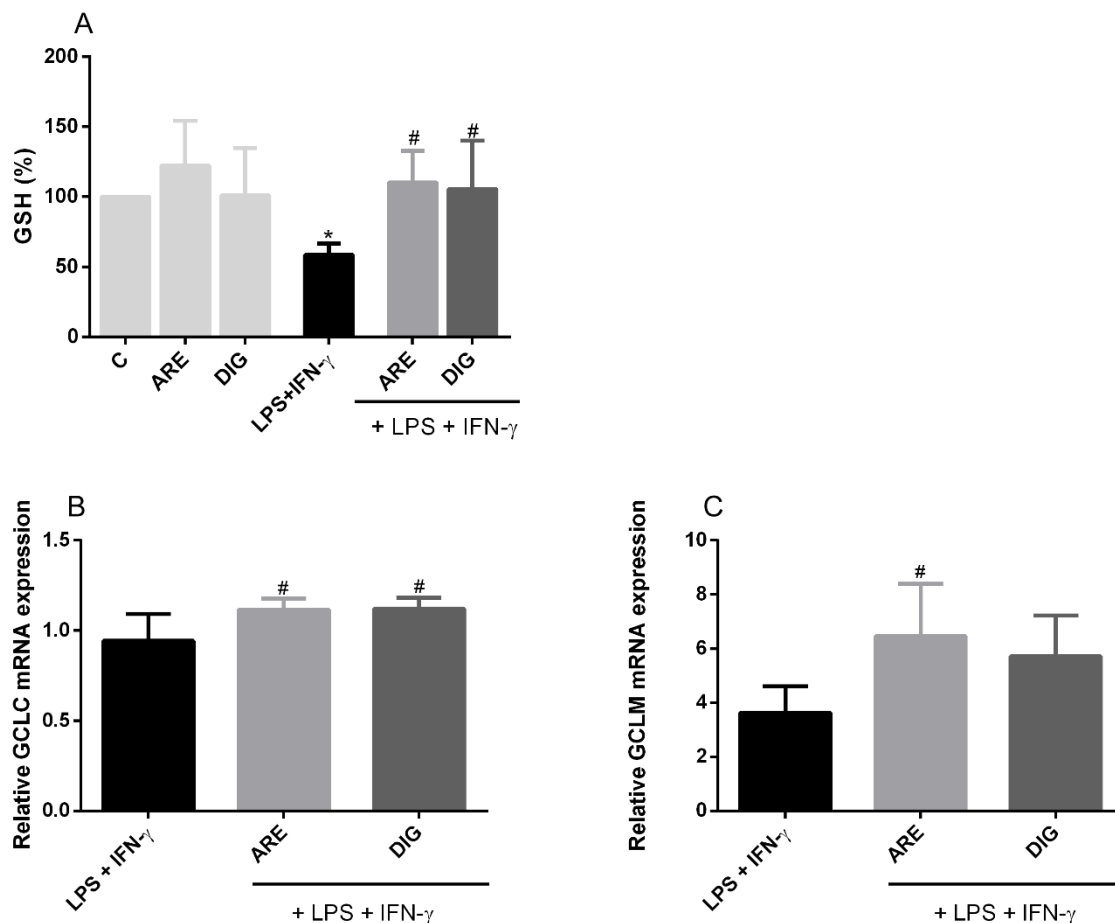 A
200
150
100
50
0
GSH (%)
*
# #
C ARE DIG LPS+IFN-γ ARE DIG
+ LPS + IFN-γ
B
1.5
1.0
0.5
0.0
Relative GCLC mRNA expression
# #
LPS + IFN-γ ARE DIG
+ LPS + IFN-γ
C
10
8
6
4
2
0
Relative GCLM mRNA expression
#
LPS + IFN-γ ARE DIG
+ LPS + IFN-γ